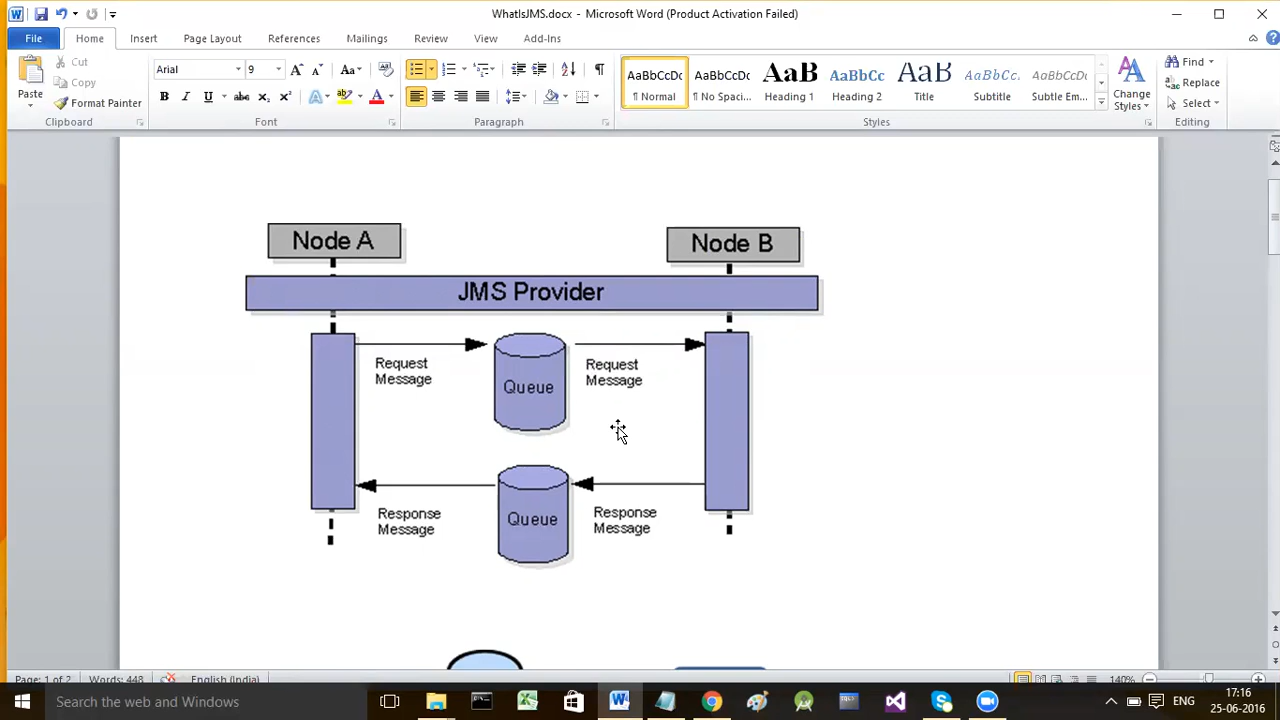 WhatIsJMS.docx - Microsoft Word (Product Activation Failed)
File Home Insert Page Layout References Mailings Review View Add-Ins
Paste
Cut
Copy
Format Painter
Arial 9
AaBbCcDc AaBbCcDc AaB AaBbCc AaB AaBbCc. AaBbCcDc
¶ Normal ¶ No Spaci... Heading 1 Heading 2 Title Subtitle Subtle Em...
Change Styles
Find
Replace
Select
Clipboard Font Paragraph Styles Editing
Node A
Node B
JMS Provider
Request
Message
Queue
Request
Message
Response
Message
Queue
Response
Message
Page: 1 of 2 Words: 448 English (India) 140%
Search the web and Windows
ENG
17:16
25-06-2016